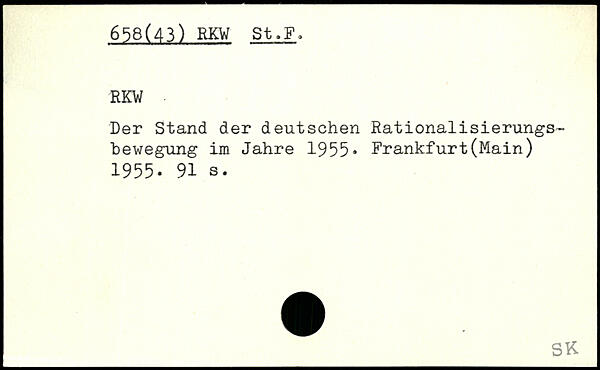 658(43) RKW St.F.
RKW
Der Stand der deutschen Rationalisierungs-
bewegung im Jahre 1955. Frankfurt(Main)
1955. 91 s.
SK